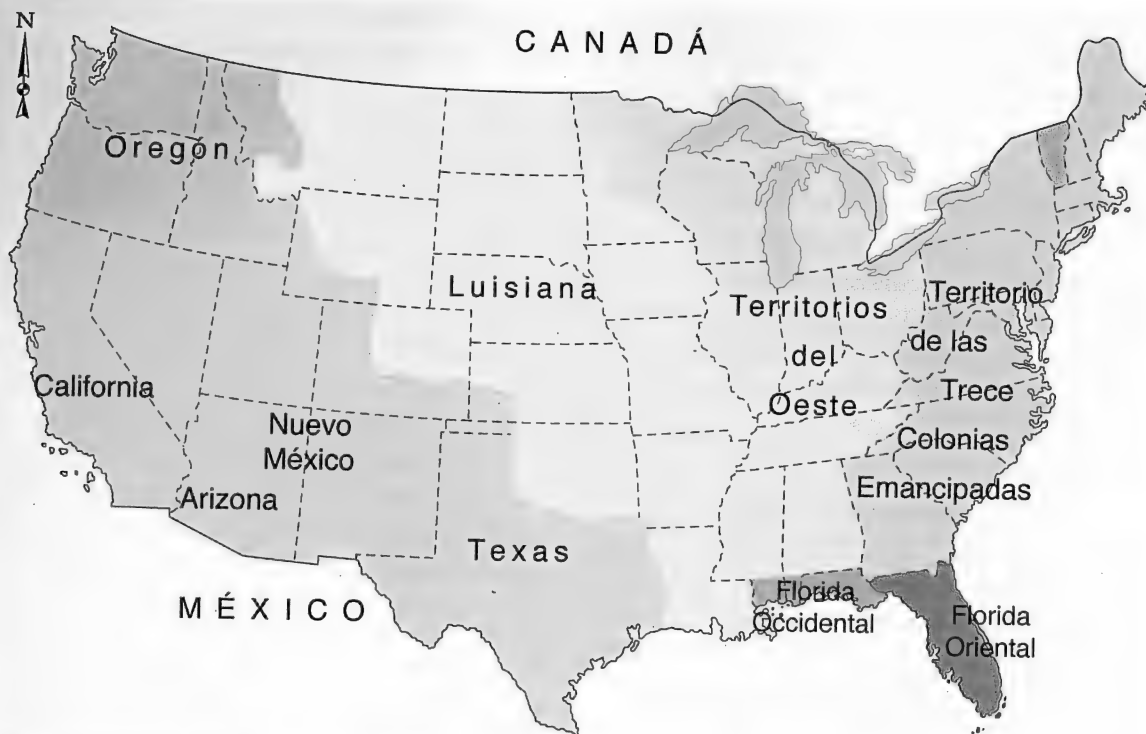 N
CANADÁ
Oregón
Luisiana
Territorios
del
Oeste
Territorio
de las
Trece
Colonias
Emancipadas
California
Nuevo
México
Arizona
Texas
MÉXICO
Florida
Occidental
Florida
Oriental